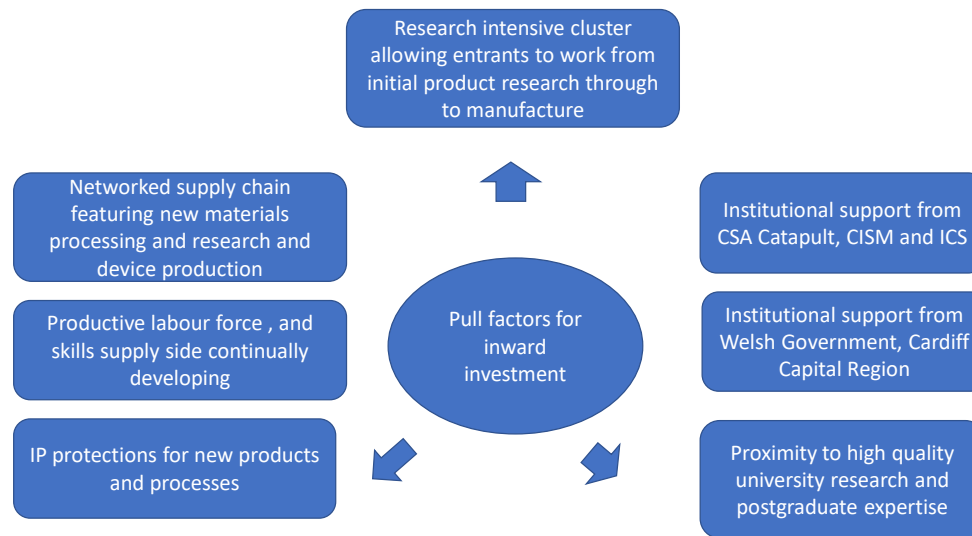 Research intensive cluster
allowing entrants to work from
initial product research through
to manufacture
Networked supply chain
featuring new materials
processing and research and
device production
Productive labour force , and
skills supply side continually
developing
IP protections for new products
and processes
Pull factors for
inward
investment
Institutional support from
CSA Catapult, CISM and ICS
Institutional support from
Welsh Government, Cardiff
Capital Region
Proximity to high quality
university research and
postgraduate expertise